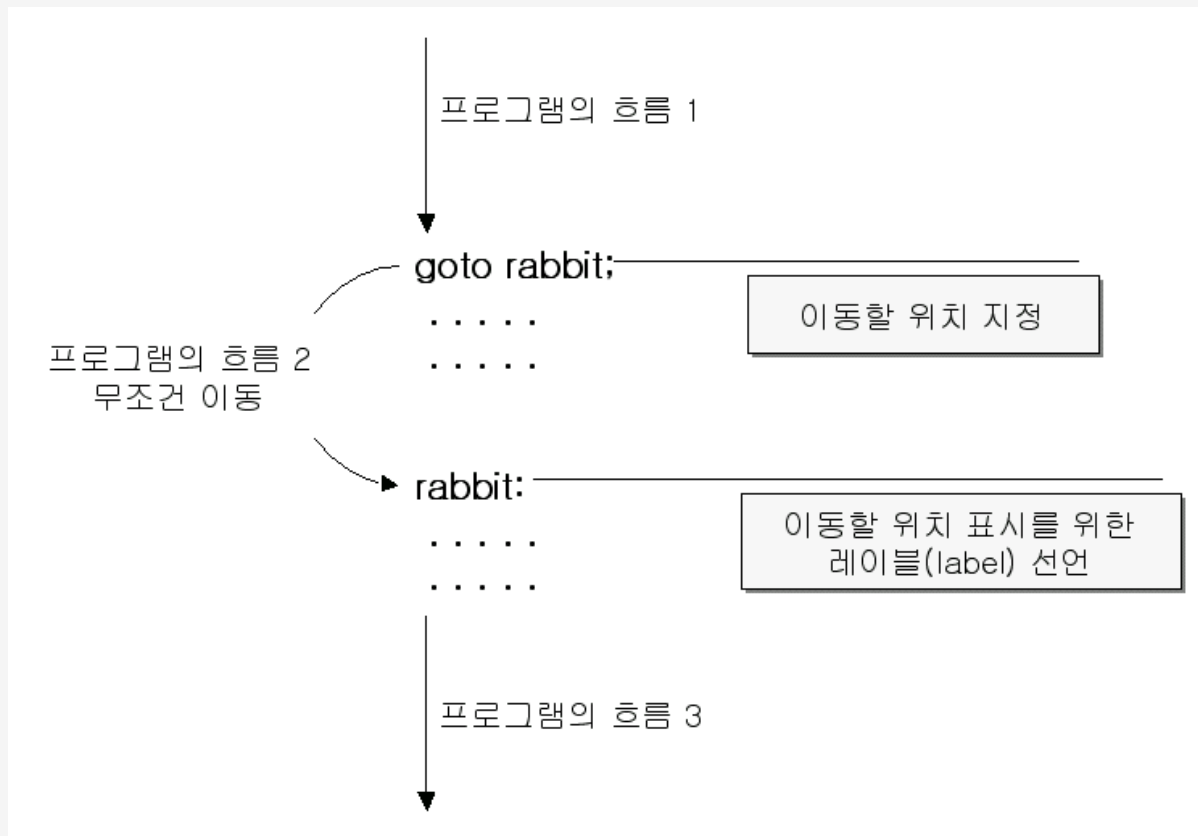 프로그램의 흐름 1
goto rabbit;
이동할 위치 지정
. . . . .
. . . . .
프로그램의 흐름 2
무조건 이동
rabbit:
이동할 위치 표시를 위한
레이블(label) 선언
. . . . .
. . . . .
프로그램의 흐름 3